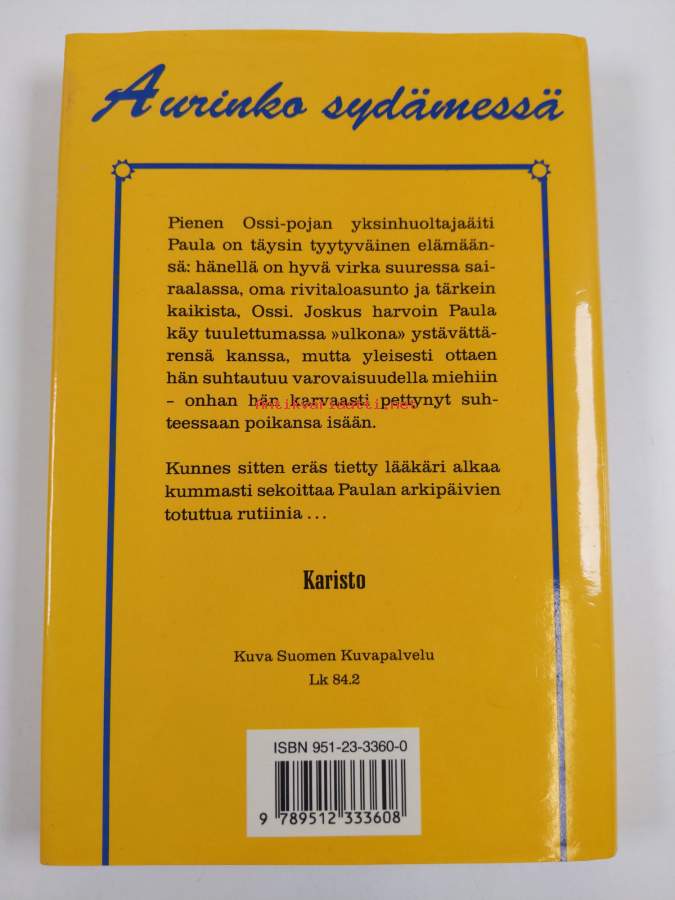 Aurinko sydämessä
Pienen Ossi-pojan yksinhuoltajaäiti
Paula on täysin tyytyväinen elämään-
sä: hänellä on hyvä virka suuressa sai-
raalassa, oma rivitaloasunto ja tärkein
kaikista, Ossi. Joskus harvoin Paula
käy tuulettumassa »ulkona» ystävättä-
rensä kanssa, mutta yleisesti ottaen
hän suhtautuu varovaisuudella miehiin
– onhan hän karvaasti pettynyt suh-
Antikvariaatti.net
teessaan poikansa isään.
Kunnes sitten eräs tietty lääkäri alkaa
kummasti sekoittaa Paulan arkipäivien
totuttua rutiinia ...
Karisto
Kuva Suomen Kuvapalvelu
Lk 84.2
ISBN 951-23-3360-0
9 789512 333608